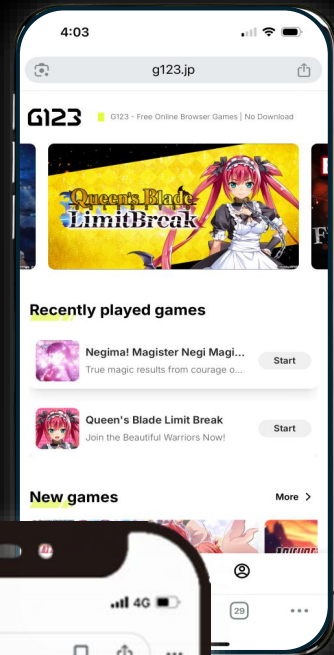 4:03
g123.jp
G123
G123 - Free Online Browser Games | No Download
Queen's Blade
LimitBreak
Recently played games
Negima! Magister Negi Magi...
True magic results from courage o...
Start
Queen's Blade Limit Break
Join the Beautiful Warriors Now!
Start
New games
More >
4G
29